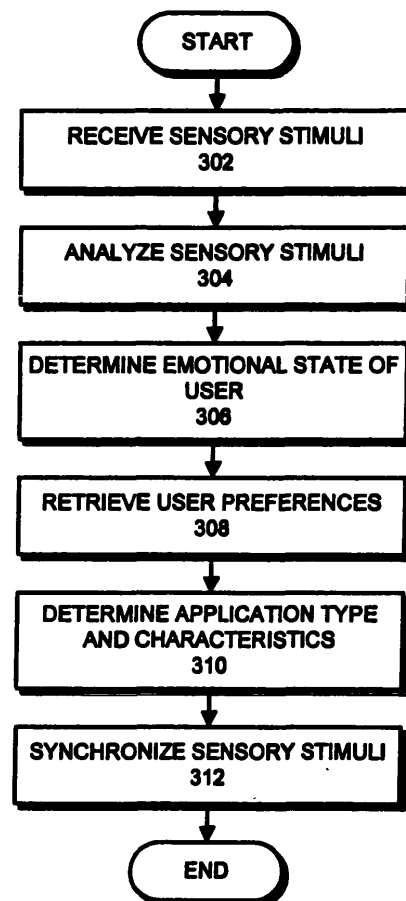 START
RECEIVE SENSORY STIMULI
302
ANALYZE SENSORY STIMULI
304
DETERMINE EMOTIONAL STATE OF
USER
306
RETRIEVE USER PREFERENCES
308
DETERMINE APPLICATION TYPE
AND CHARACTERISTICS
310
SYNCHRONIZE SENSORY STIMULI
312
END